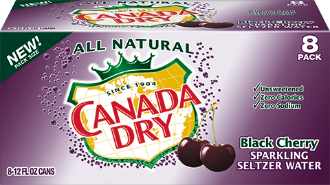 NEW!
PACK SIZE
ALL NATURAL
8
PACK
SINCE 1904
CANADA
DRY
Unsweetened
Zero Calories
Zero Sodium
Black Cherry
SPARKLING
SELTZER WATER
8-12 FL OZ CANS
NEW!